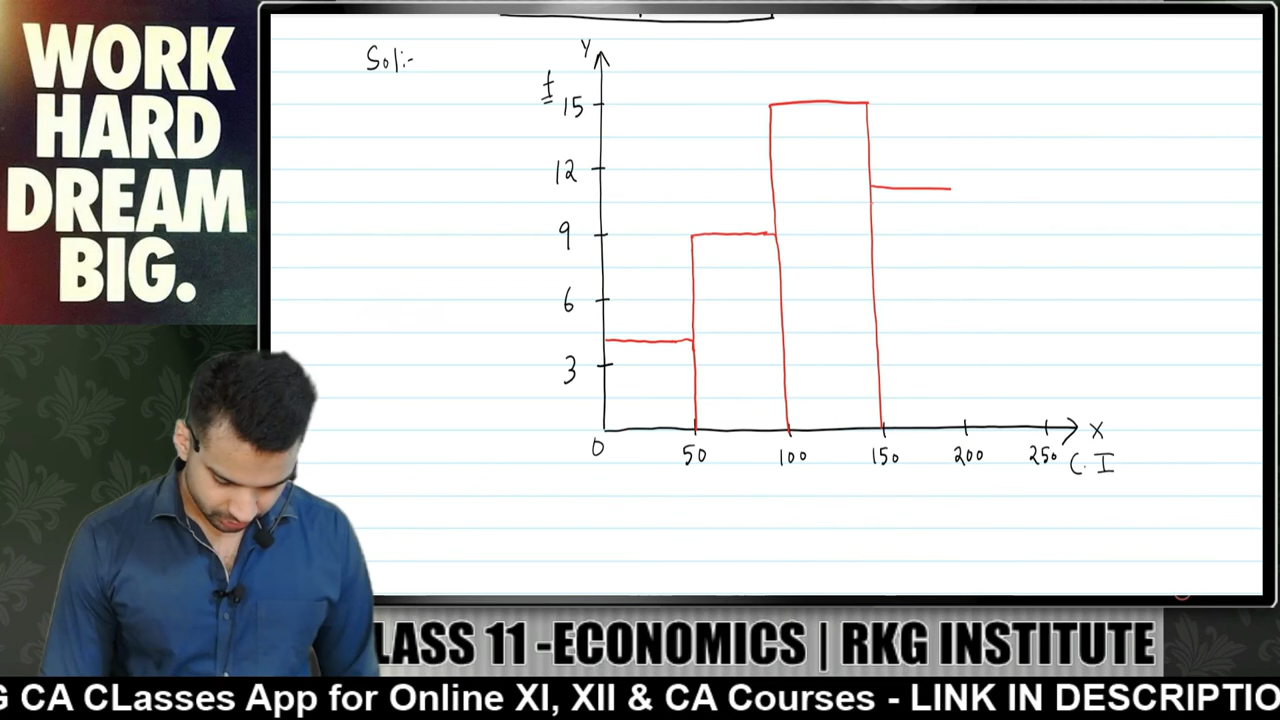 WORK
HARD
DREAM
BIG.
Sol:-
Y
f
15
12
9
6
3
0
50
100
150
200
250
X
C.I
LASS 11 -ECONOMICS | RKG INSTITUTE
G CA CLasses App for Online XI, XII & CA Courses - LINK IN DESCRIPTIO